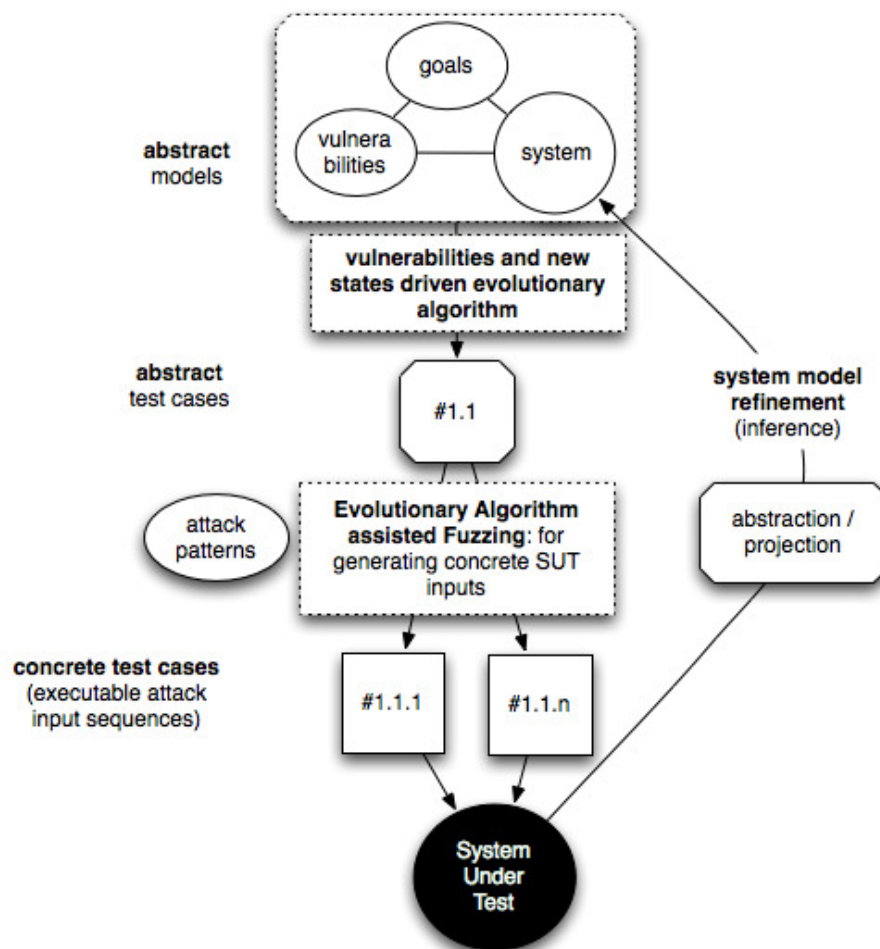 goals
vulnera
bilities
system
abstract
models
vulnerabilities and new
states driven evolutionary
algorithm
abstract
test cases
#1.1
system model
refinement
(inference)
attack
patterns
Evolutionary Algorithm
assisted Fuzzing: for
generating concrete SUT
inputs
abstraction /
projection
concrete test cases
(executable attack
input sequences)
#1.1.1
#1.1.n
System
Under
Test